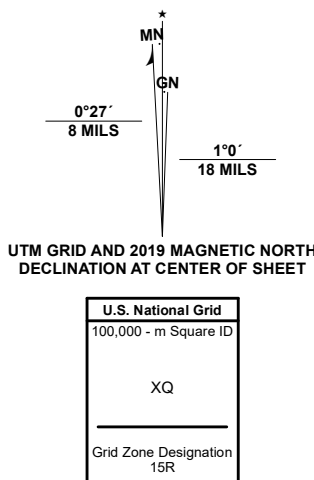 ★
MN
GN
0°27´
8 MILS
1°0´
18 MILS
UTM GRID AND 2019 MAGNETIC NORTH
DECLINATION AT CENTER OF SHEET
U.S. National Grid
100,000 - m Square ID
XQ
Grid Zone Designation
15R